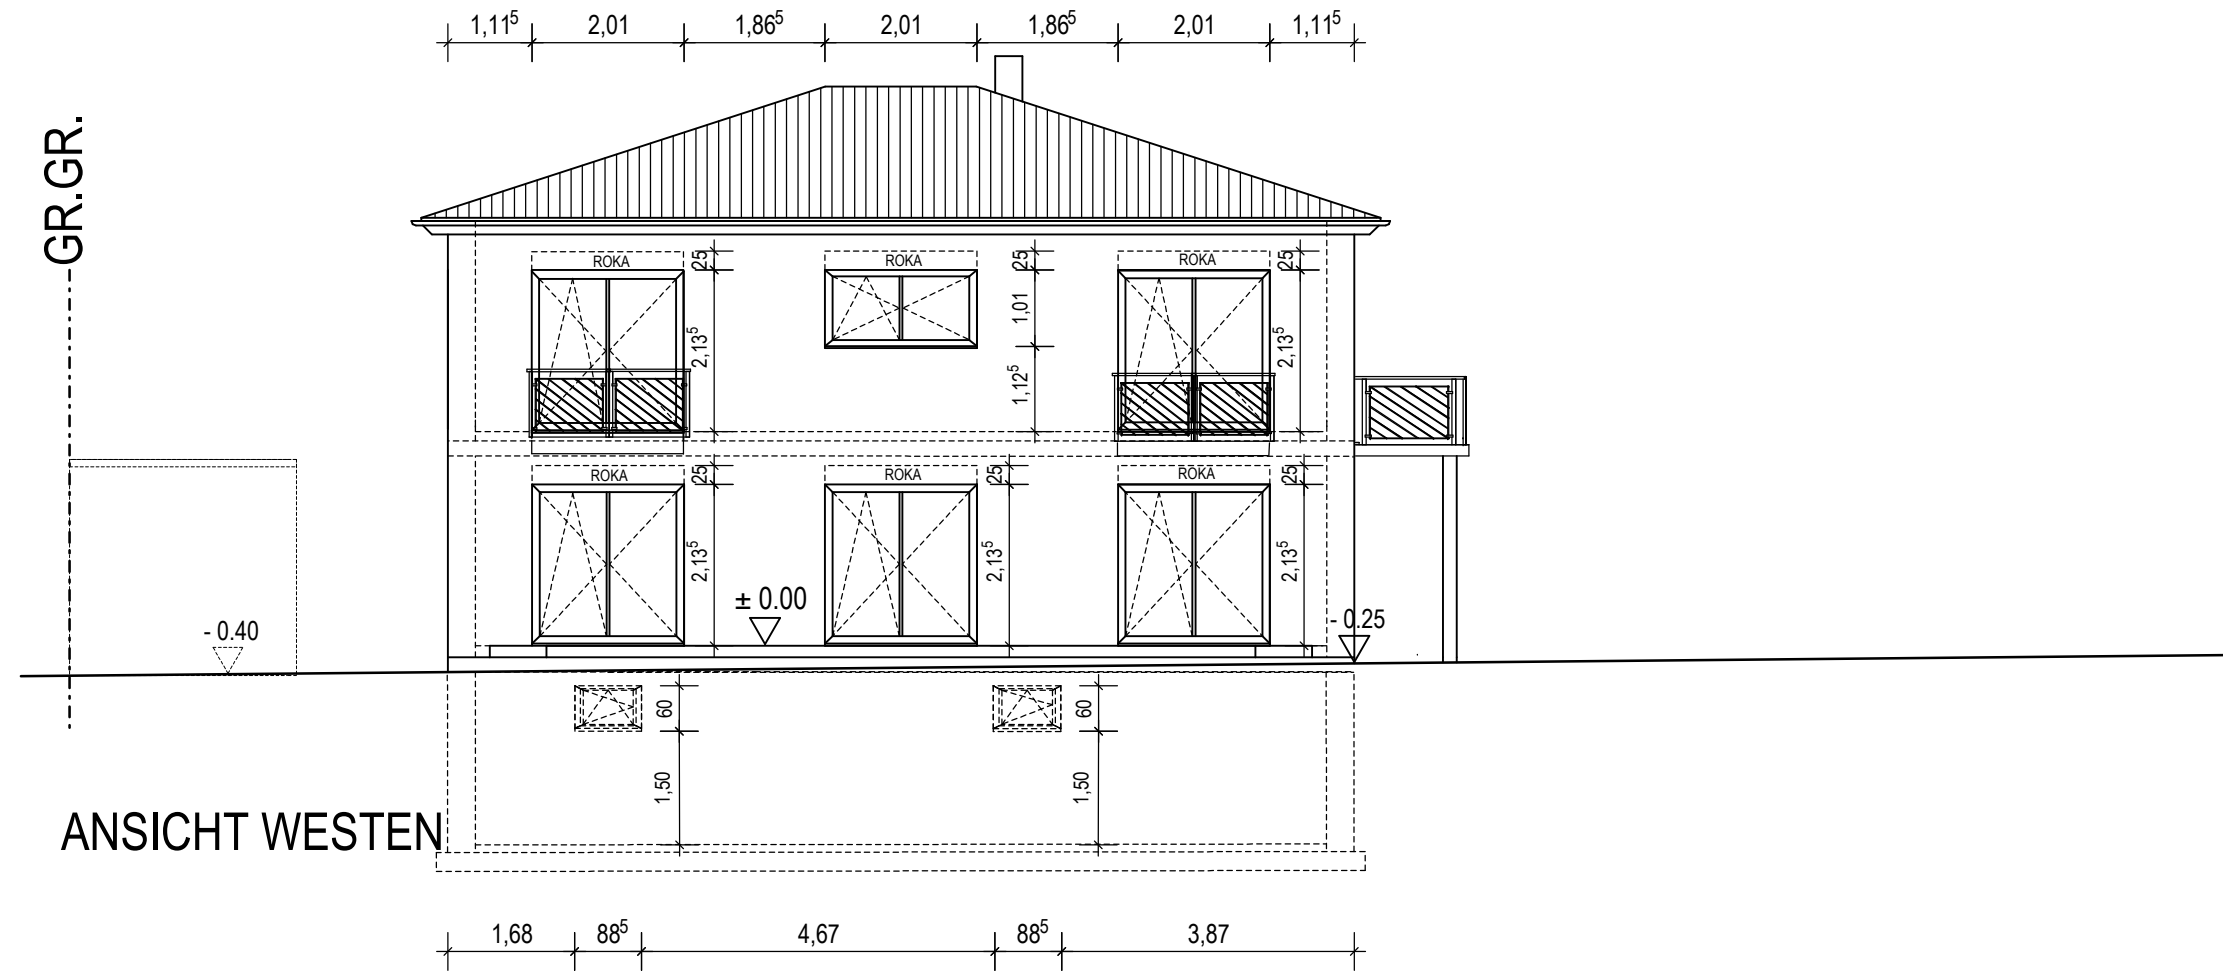 1,11⁵ 2,01 1,86⁵ 2,01 1,86⁵ 2,01 1,11⁵
GR.GR.
ROKA 25 ROKA 25 ROKA 25
2,13⁵ 1,01 2,13⁵
1,12⁵
ROKA 25 ROKA 25 ROKA 25
2,13⁵ 2,13⁵ 2,13⁵
± 0.00
- 0.40
- 0.25
60 60
1,50 1,50
ANSICHT WESTEN
1,68 88⁵ 4,67 88⁵ 3,87